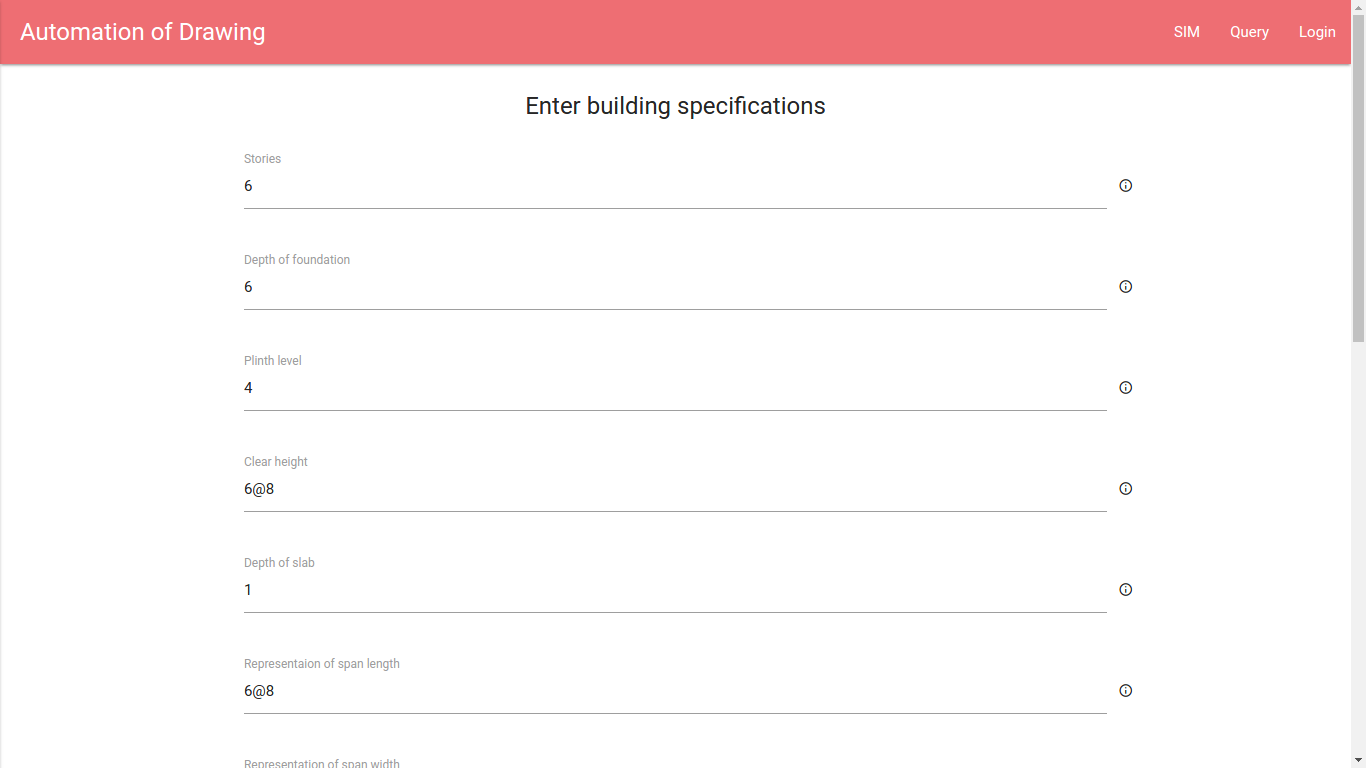 Automation of Drawing
SIM Query Login
Enter building specifications
Stories
6
Depth of foundation
6
Plinth level
4
Clear height
6@8
Depth of slab
1
Representaion of span length
6@8
Representation of span width